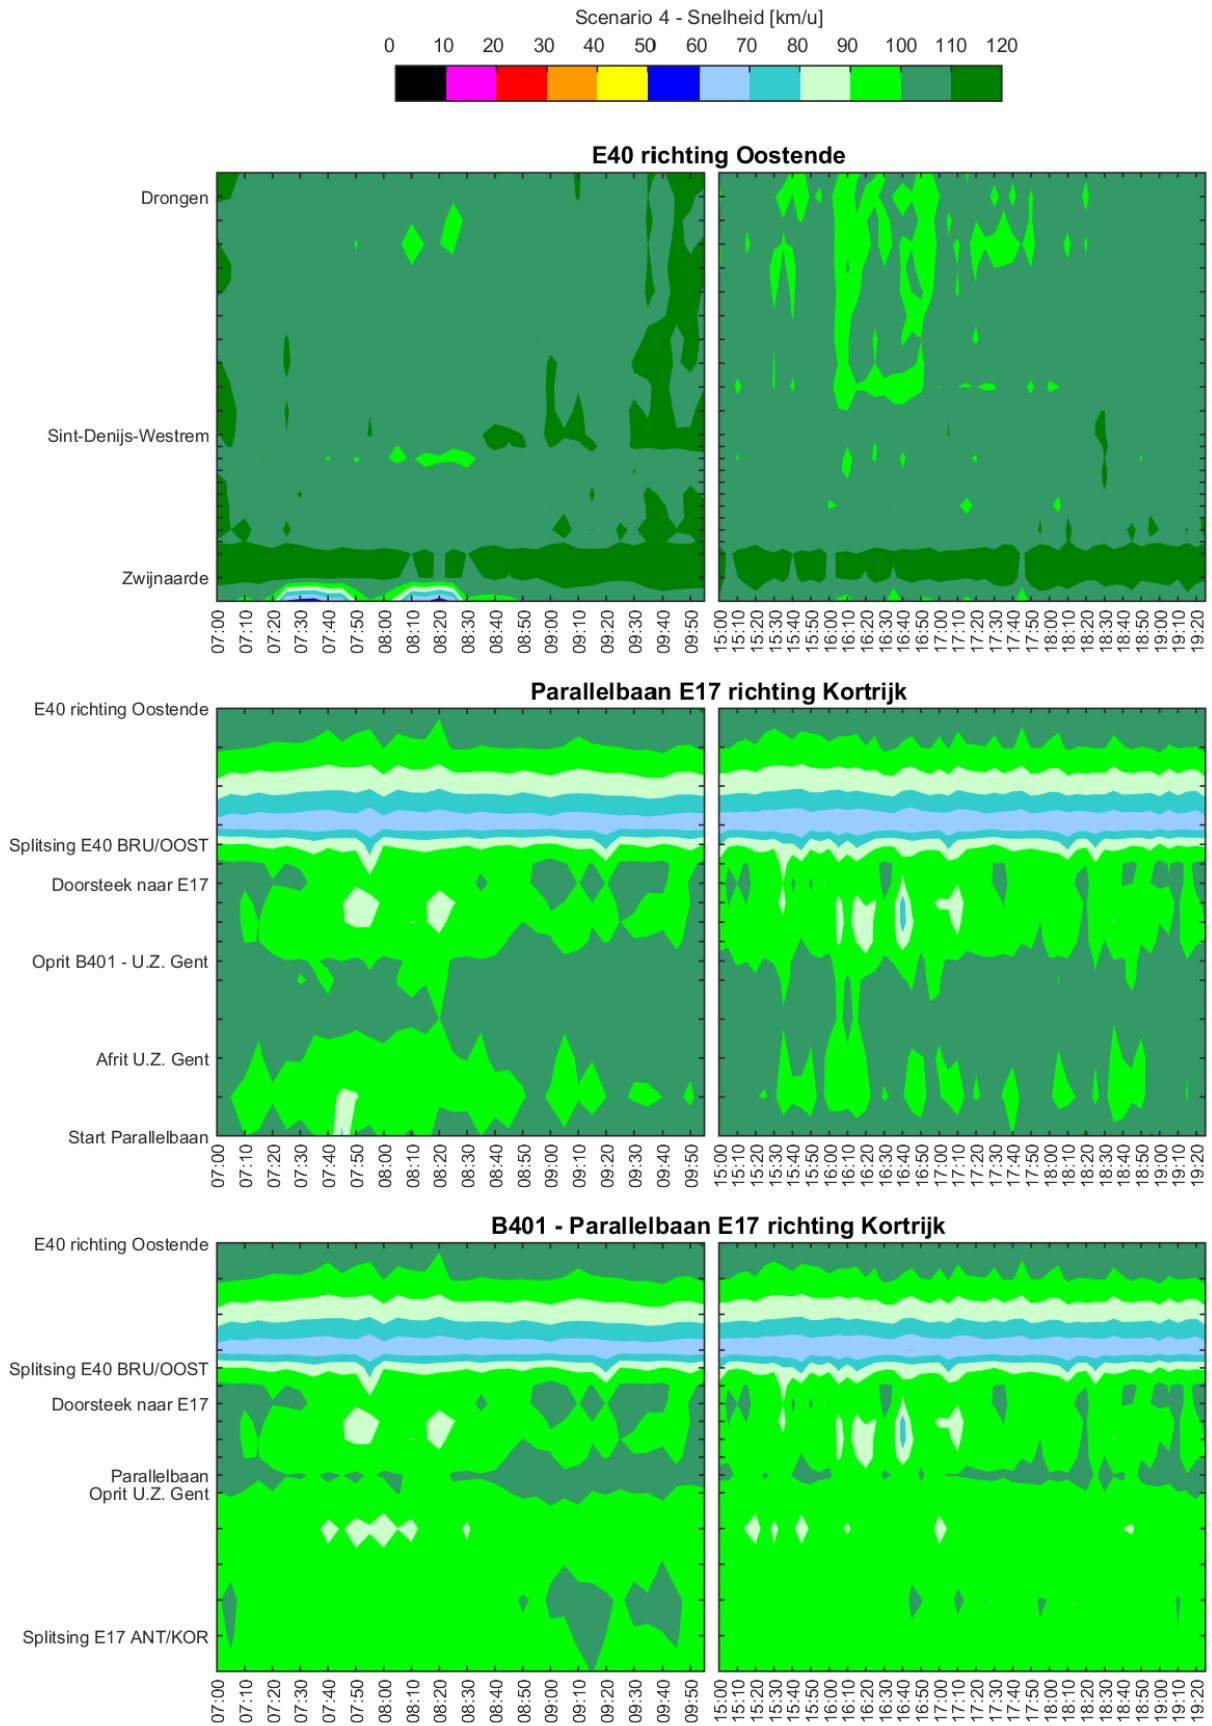 Scenario 4 - Snelheid [km/u]
0 10 20 30 40 50 60 70 80 90 100 110 120
E40 richting Oostende
Drongen
Sint-Denijs-Westrem
Zwijnaarde
07:00 07:10 07:20 07:30 07:40 07:50 08:00 08:10 08:20 08:30 08:40 08:50 09:00 09:10 09:20 09:30 09:40 09:50
15:00 15:10 15:20 15:30 15:40 15:50 16:00 16:10 16:20 16:30 16:40 16:50 17:00 17:10 17:20 17:30 17:40 17:50 18:00 18:10 18:20 18:30 18:40 18:50 19:00 19:10 19:20
Parallelbaan E17 richting Kortrijk
E40 richting Oostende
Splitsing E40 BRU/OOST
Doorsteek naar E17
Oprit B401 - U.Z. Gent
Afrit U.Z. Gent
Start Parallelbaan
07:00 07:10 07:20 07:30 07:40 07:50 08:00 08:10 08:20 08:30 08:40 08:50 09:00 09:10 09:20 09:30 09:40 09:50
15:00 15:10 15:20 15:30 15:40 15:50 16:00 16:10 16:20 16:30 16:40 16:50 17:00 17:10 17:20 17:30 17:40 17:50 18:00 18:10 18:20 18:30 18:40 18:50 19:00 19:10 19:20
B401 - Parallelbaan E17 richting Kortrijk
E40 richting Oostende
Splitsing E40 BRU/OOST
Doorsteek naar E17
Parallelbaan
Oprit U.Z. Gent
Splitsing E17 ANT/KOR
07:00 07:10 07:20 07:30 07:40 07:50 08:00 08:10 08:20 08:30 08:40 08:50 09:00 09:10 09:20 09:30 09:40 09:50
15:00 15:10 15:20 15:30 15:40 15:50 16:00 16:10 16:20 16:30 16:40 16:50 17:00 17:10 17:20 17:30 17:40 17:50 18:00 18:10 18:20 18:30 18:40 18:50 19:00 19:10 19:20